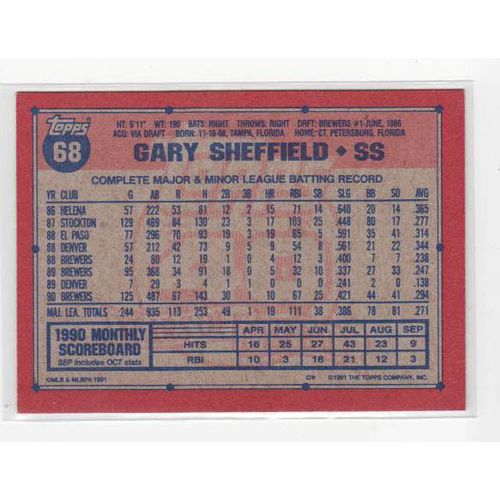 Topps
68
HT: 5'11" WT: 190 BATS: RIGHT THROWS: RIGHT DRFT: BREWERS #1-JUNE, 1986
ACQ: VIA DRAFT BORN: 11-18-68, TAMPA, FLORIDA HOME: ST. PETERSBURG, FLORIDA
GARY SHEFFIELD ◆ SS
COMPLETE MAJOR & MINOR LEAGUE BATTING RECORD
YR CLUB G AB R H 2B 3B HR RBI SB SLG BB SO AVG
86 HELENA 57 222 53 81 12 2 15 71 14 .640 20 14 .365
87 STOCKTON 129 469 84 130 23 3 17 103 25 .448 81 48 .277
88 EL PASO 77 296 70 93 19 3 19 65 5 .591 35 41 .314
88 DENVER 57 212 42 73 9 5 9 54 8 .561 21 22 .344
88 BREWERS 24 80 12 19 1 0 4 12 3 .400 7 7 .238
89 BREWERS 95 368 34 91 18 0 5 32 10 .337 27 33 .247
89 DENVER 7 29 3 4 1 1 0 0 0 .241 2 0 .138
90 BREWERS 125 487 67 143 30 1 10 67 25 .421 44 41 .294
MAJ. LEA. TOTALS 244 935 113 253 49 1 19 111 38 .386 78 81 .271
1990 MONTHLY SCOREBOARD
SEP includes OCT stats
APR MAY JUN JUL AUG SEP
HITS 16 25 27 43 23 9
RBI 10 3 18 21 12 3
©MLB & MLBPA 1991
C* ©1991 THE TOPPS COMPANY, INC.